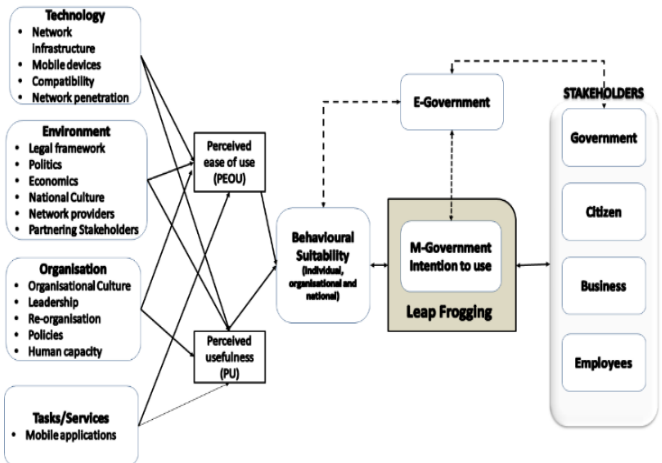 Technology
• Network
infrastructure
• Mobile devices
• Compatibility
• Network penetration
Environment
• Legal framework
• Politics
• Economics
• National Culture
• Network providers
• Partnering Stakeholders
Organisation
• Organisational Culture
• Leadership
• Re-organisation
• Policies
• Human capacity
Tasks/Services
• Mobile applications
Perceived
ease of use
(PEOU)
Perceived
usefulness
(PU)
Behavioural
Suitability
(individual,
organisational and
national)
E-Government
M-Government
Intention to use
Leap Frogging
STAKEHOLDERS
Government
Citizen
Business
Employees